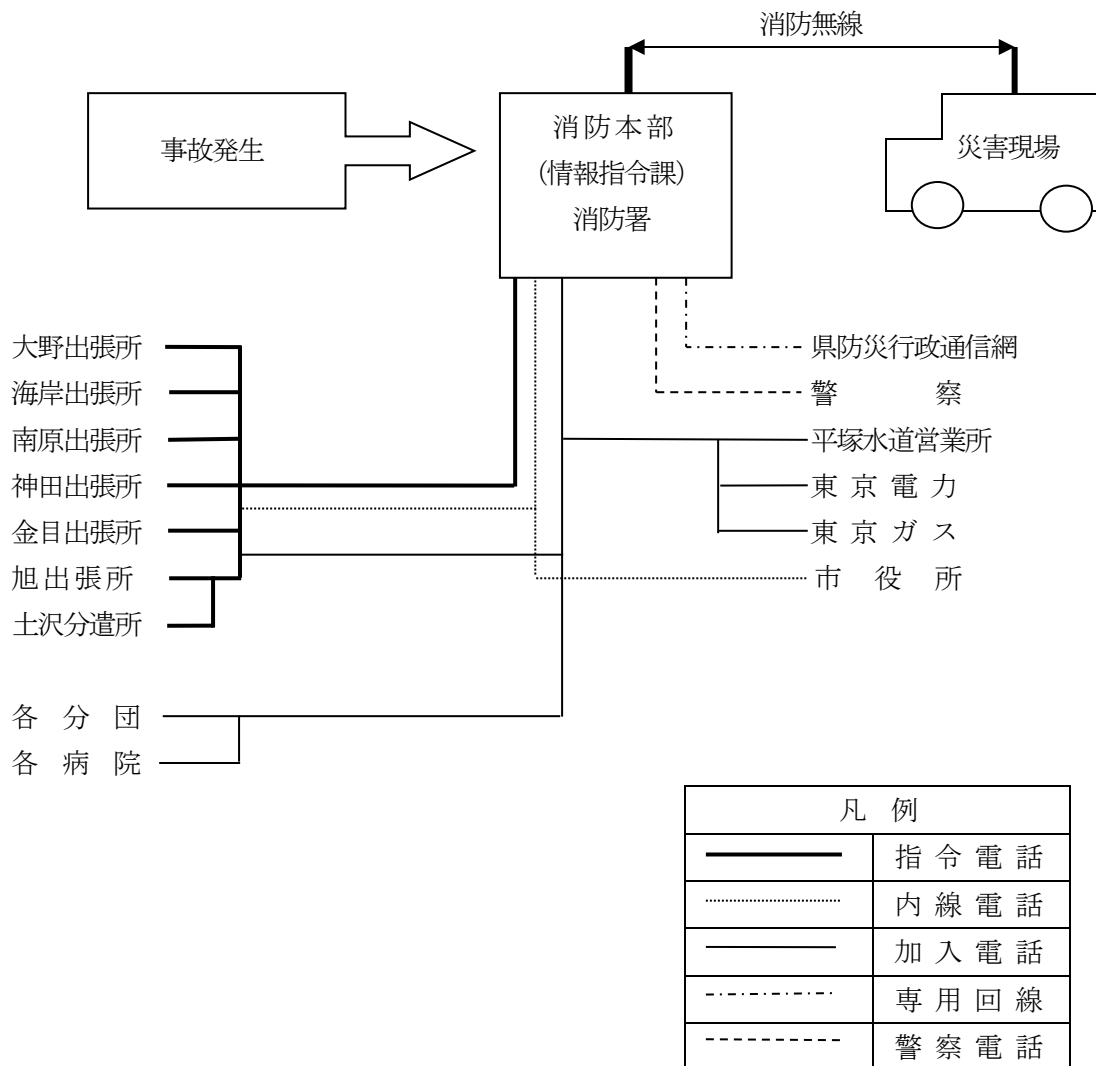 消防無線
事故発生
消防本部
(情報指令課)
消防署
災害現場
大野出張所
海岸出張所
南原出張所
神田出張所
金目出張所
旭出張所
土沢分遣所
各分団
各病院
県防災行政通信網
警察
平塚水道営業所
東京電力
東京ガス
市役所
凡例
指令電話
内線電話
加入電話
専用回線
警察電話